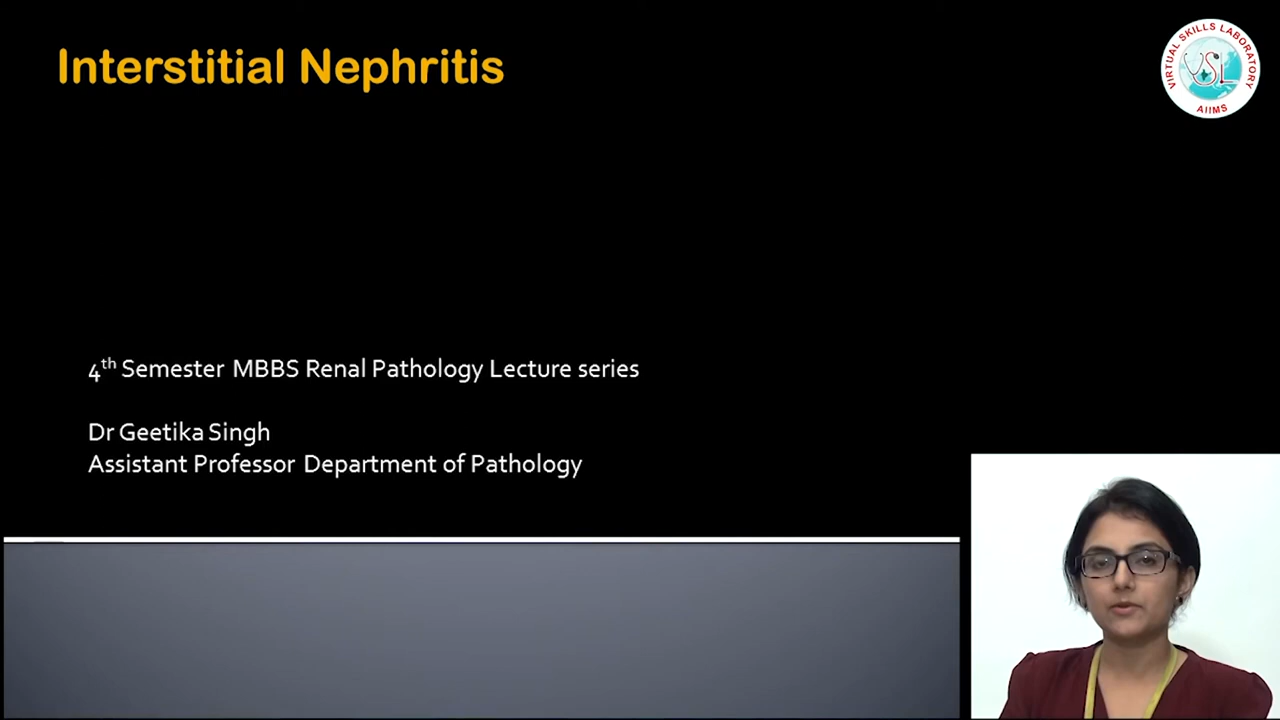 Interstitial Nephritis
VIRTUAL SKILLS LABORATORY
VSL
AIIMS
4th Semester MBBS Renal Pathology Lecture series
Dr Geetika Singh
Assistant Professor Department of Pathology